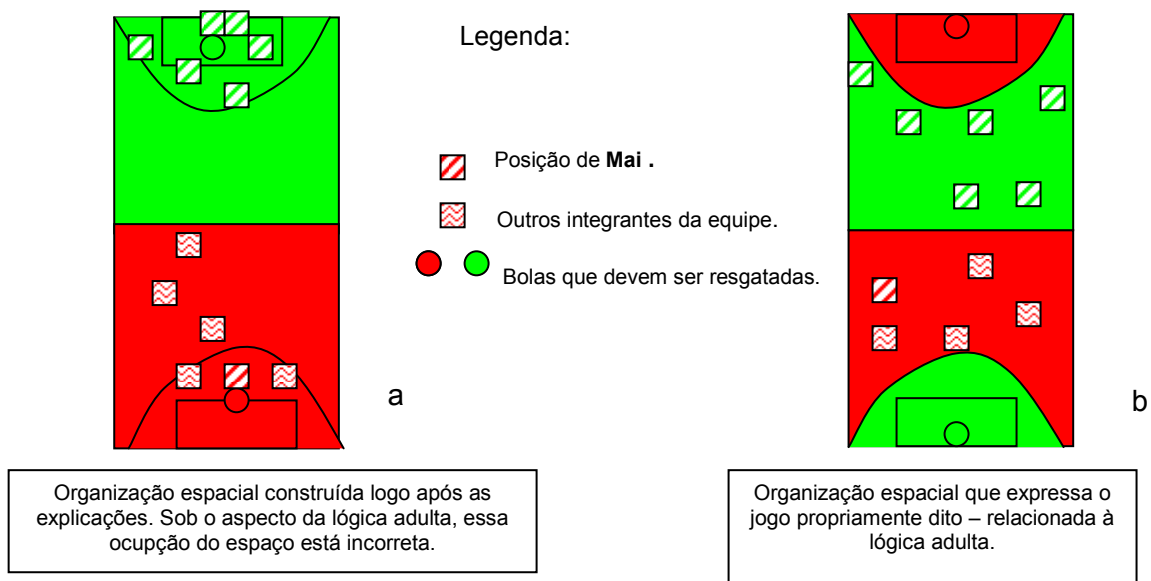 Legenda:
Posição de Mai .
Outros integrantes da equipe.
Bolas que devem ser resgatadas.
a
b
Organização espacial construída logo após as
explicações. Sob o aspecto da lógica adulta, essa
ocupção do espaço está incorreta.
Organização espacial que expressa o
jogo propriamente dito – relacionada à
lógica adulta.